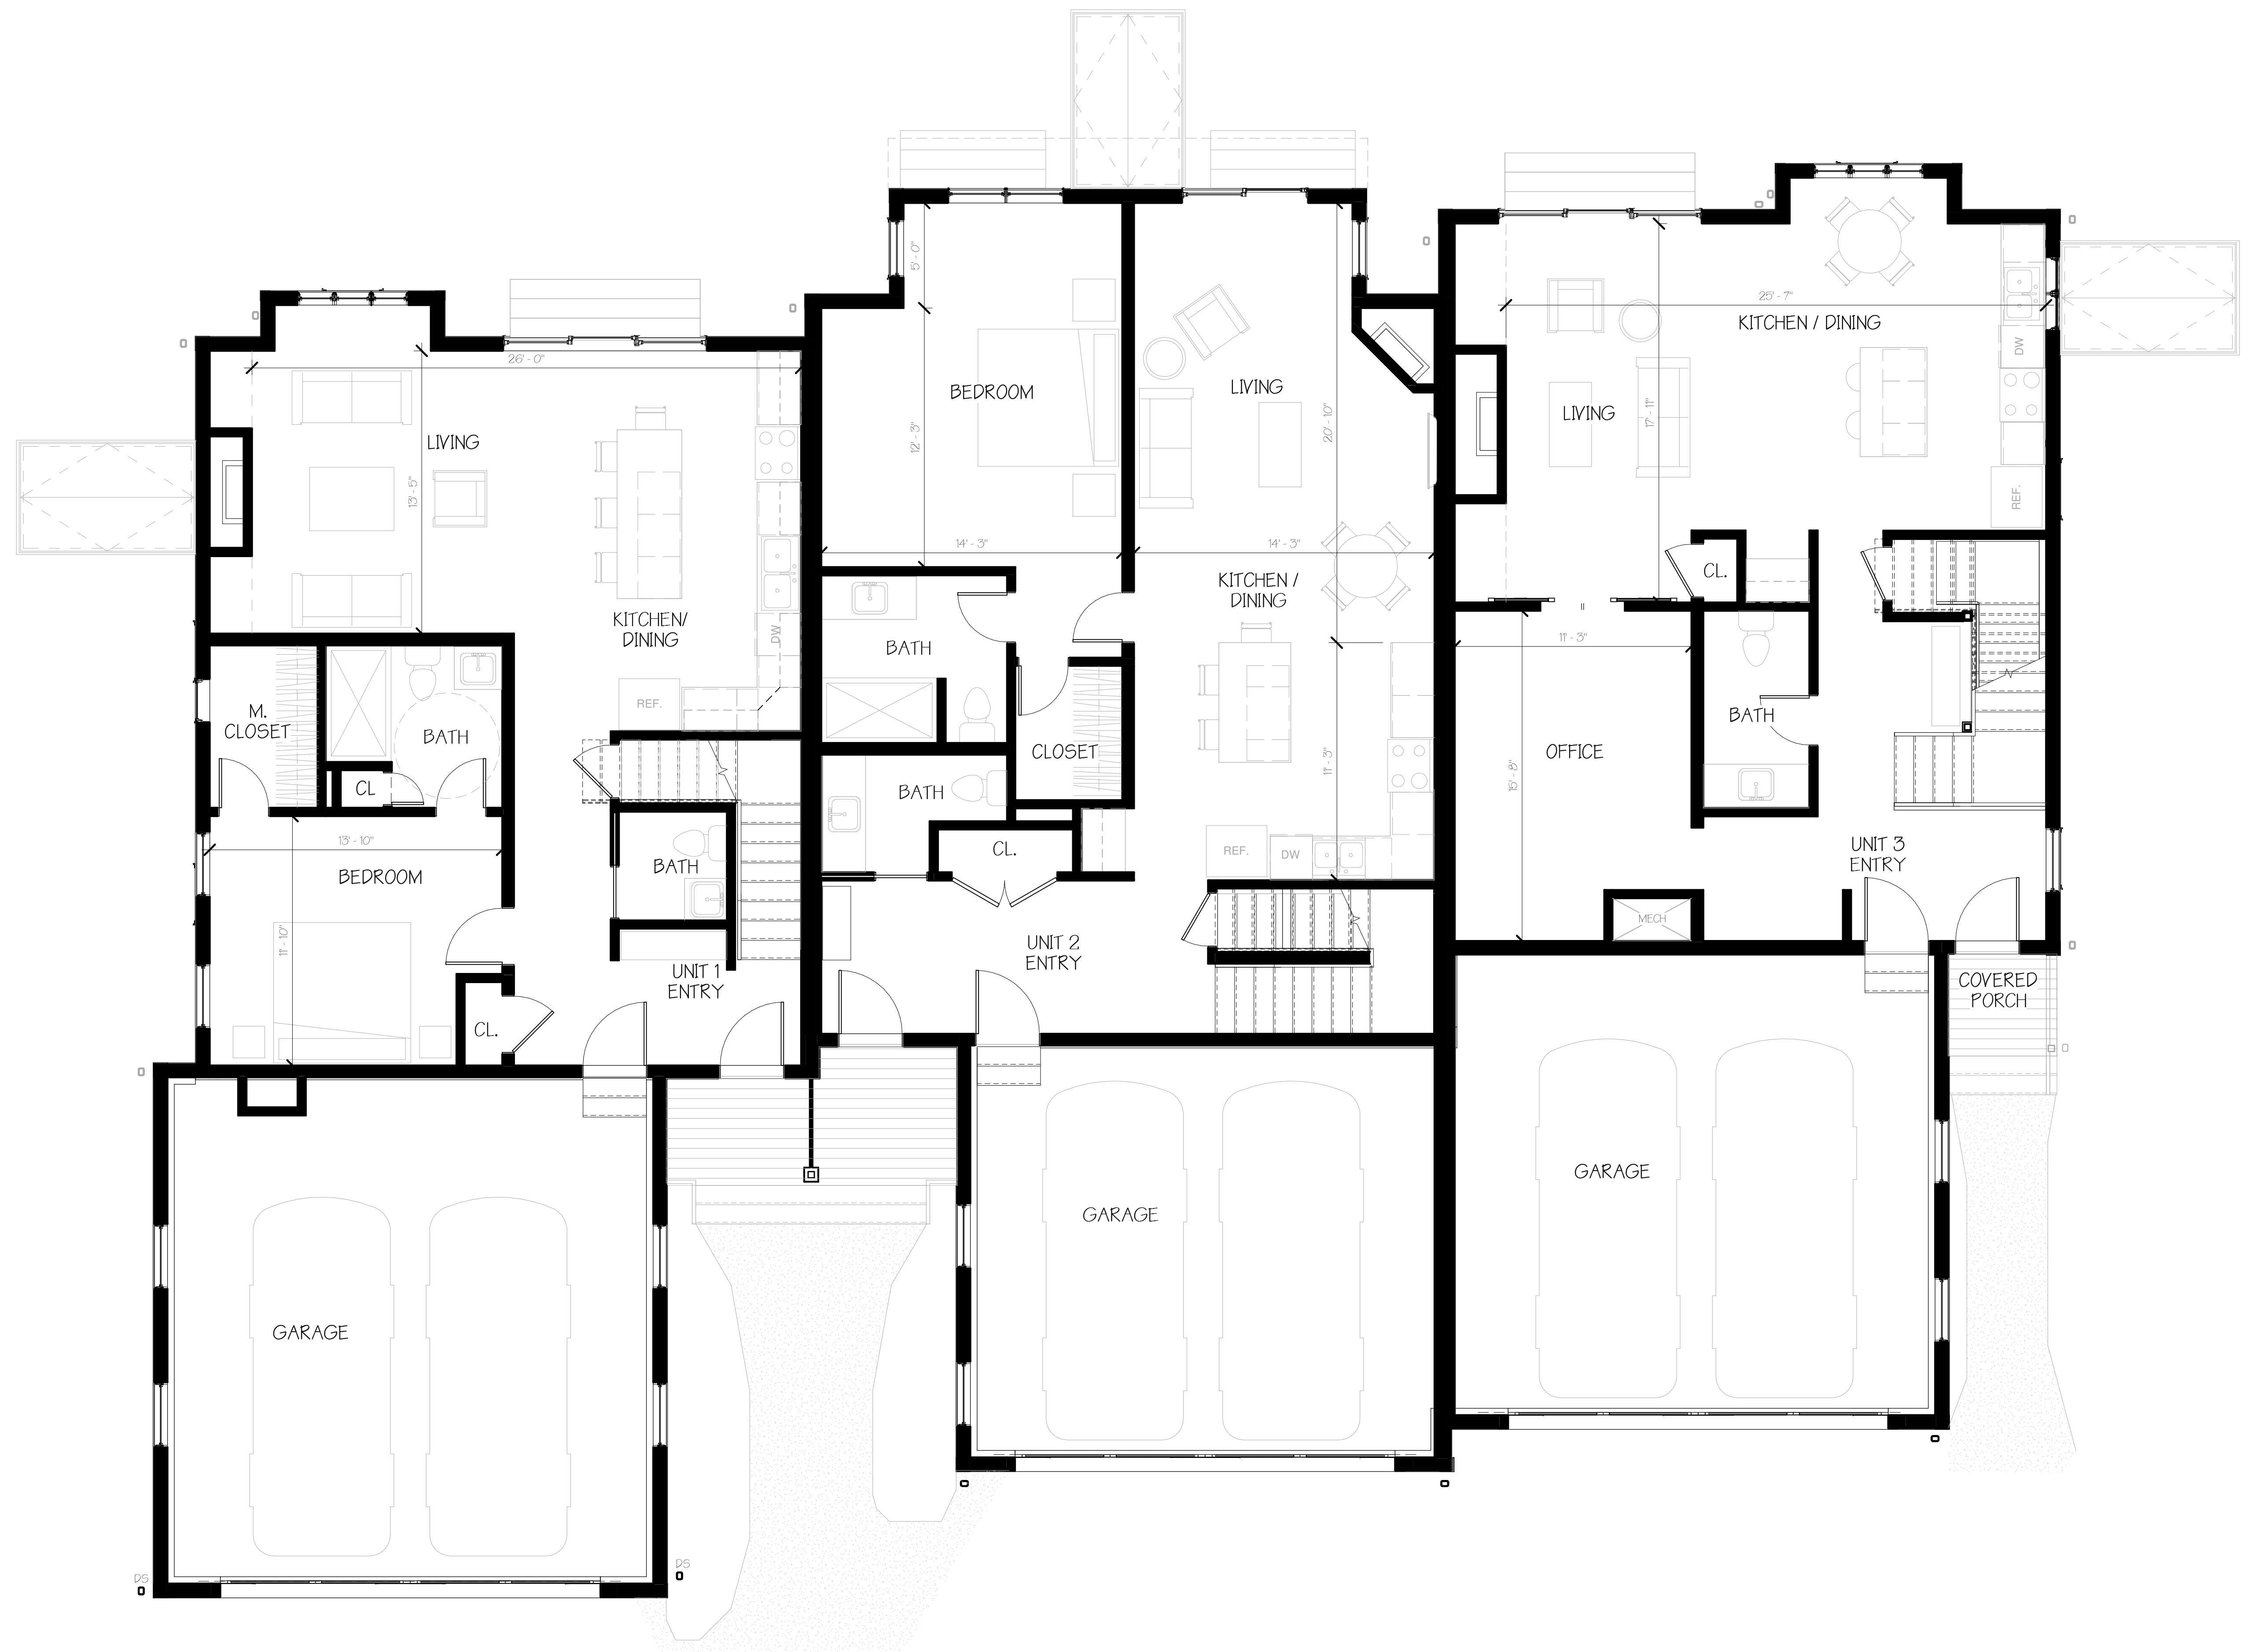 26' - 0"
LIVING
13' - 5"
KITCHEN/
DINING
DW
REF.
M.
CLOSET
BATH
CL
13' - 10"
BEDROOM
11' - 10"
BATH
UNIT 1
ENTRY
CL.
GARAGE
DS
DS
5' - 0"
BEDROOM
12' - 3"
14' - 3"
LIVING
20' - 10"
14' - 3"
KITCHEN /
DINING
BATH
CLOSET
BATH
CL.
11' - 3"
REF.
DW
UNIT 2
ENTRY
GARAGE
25' - 7"
KITCHEN / DINING
DW
LIVING
17' - 11"
REF.
CL.
11' - 3"
BATH
OFFICE
15' - 8"
UNIT 3
ENTRY
MECH
COVERED
PORCH
GARAGE